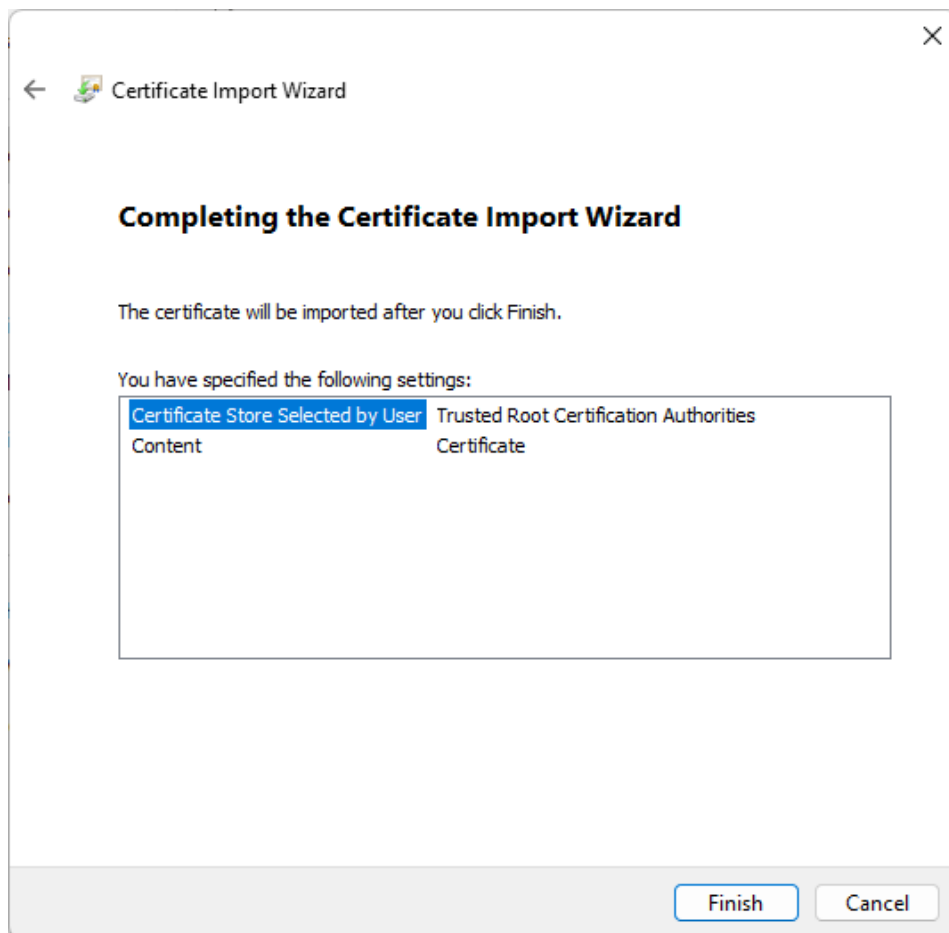 Certificate Import Wizard
Completing the Certificate Import Wizard
The certificate will be imported after you click Finish.
You have specified the following settings:
Certificate Store Selected by User Trusted Root Certification Authorities
Content Certificate
Finish Cancel